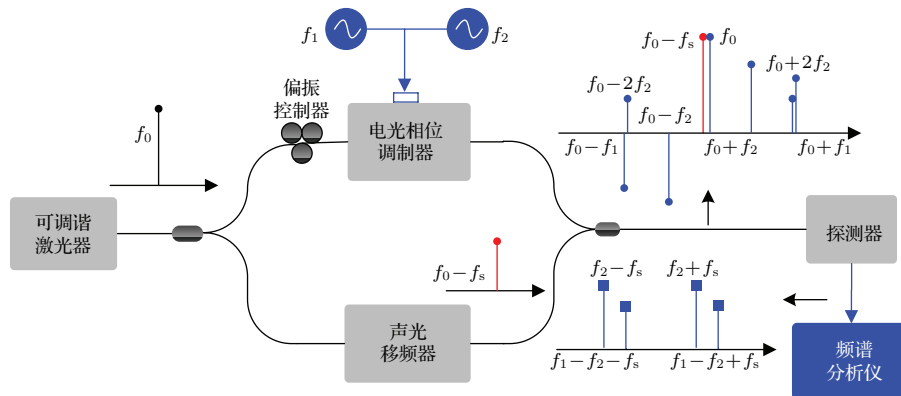 f₁
f₂
f₀−fₛ
f₀
f₀+2f₂
f₀−2f₂
f₀−f₂
f₀−f₁
f₀+f₂
f₀+f₁
偏振
控制器
电光相位
调制器
f₀
可调谐
激光器
探测器
f₀−fₛ
f₂−fₛ
f₂+fₛ
声光
移频器
f₁−f₂−fₛ
f₁−f₂+fₛ
频谱
分析仪